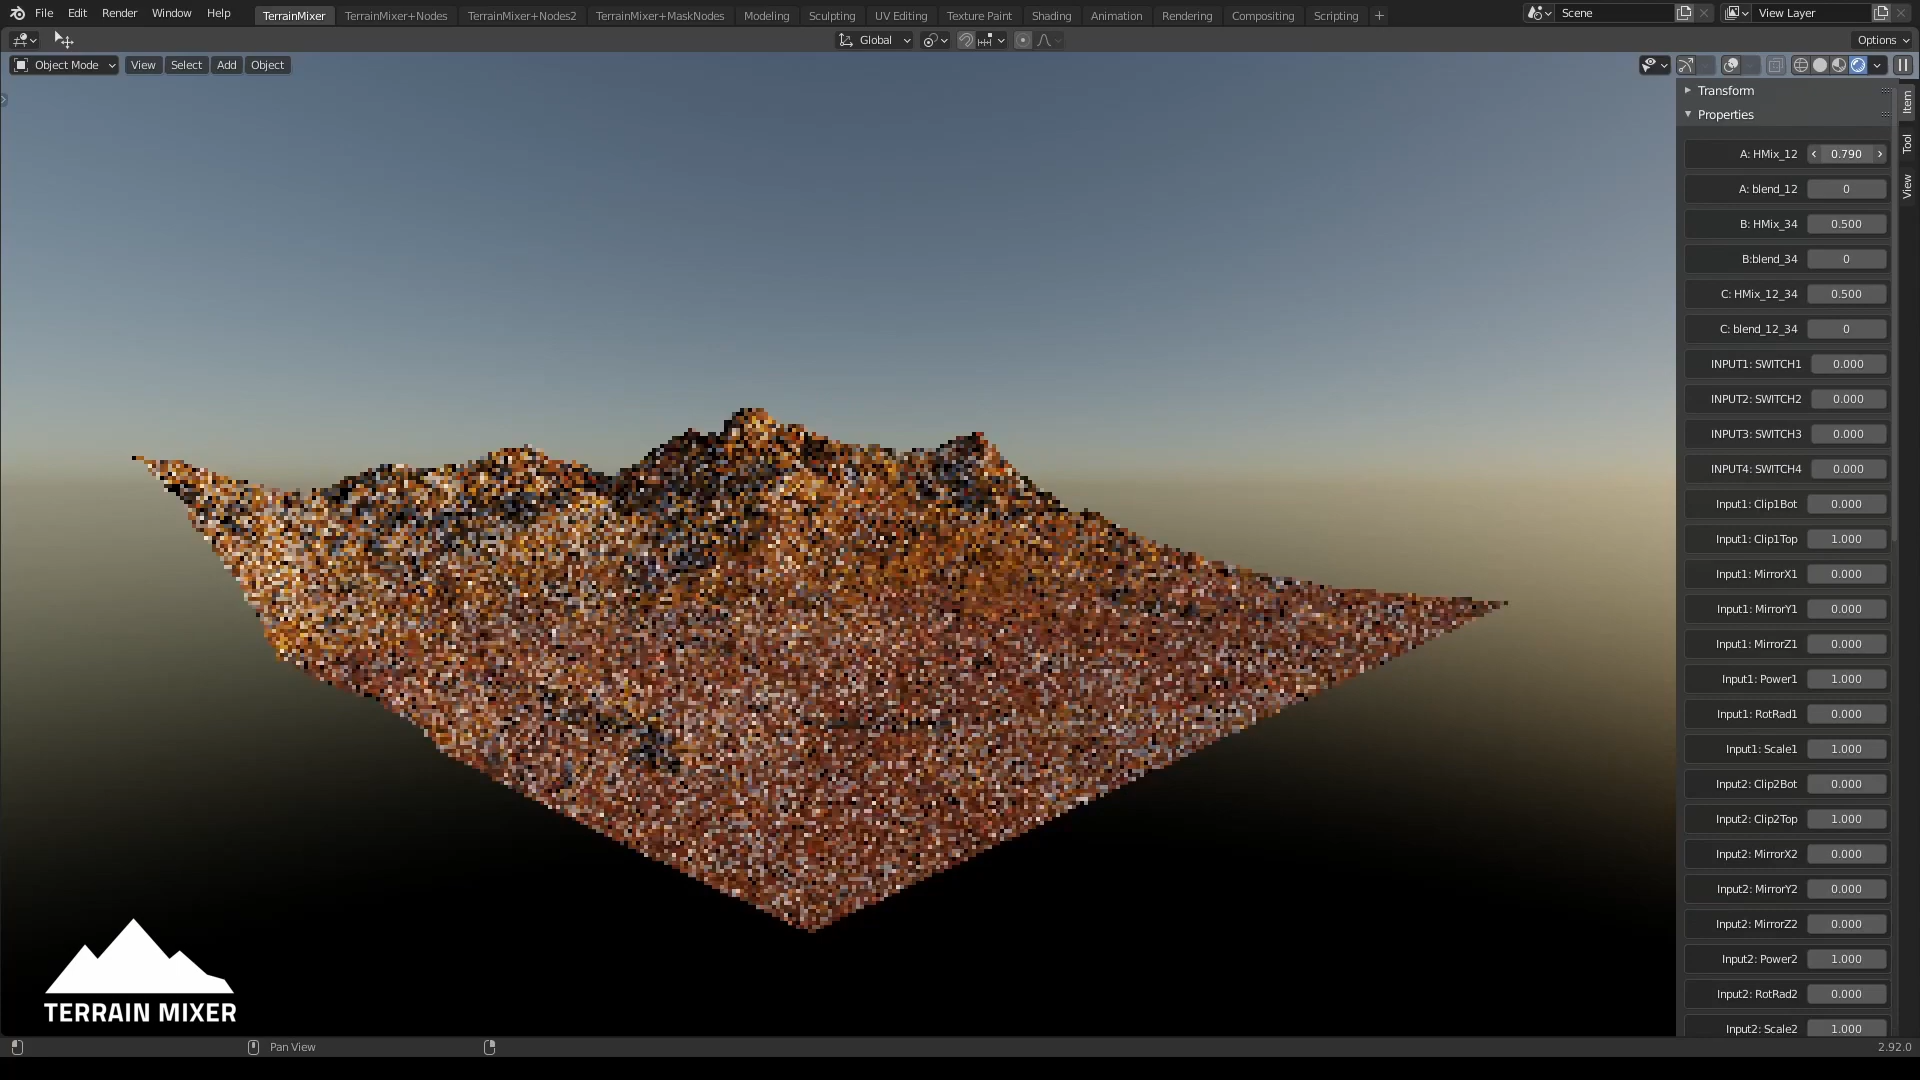 File Edit Render Window Help TerrainMixer TerrainMixer+Nodes TerrainMixer+Nodes2 TerrainMixer+MaskNodes Modeling Sculpting UV Editing Texture Paint Shading Animation Rendering Compositing Scripting + Scene View Layer
Global Options
Object Mode View Select Add Object
Transform
Properties
Item
Tool
View
A: HMix_12 0.790
A: blend_12 0
B: HMix_34 0.500
B:blend_34 0
C: HMix_12_34 0.500
C: blend_12_34 0
INPUT1: SWITCH1 0.000
INPUT2: SWITCH2 0.000
INPUT3: SWITCH3 0.000
INPUT4: SWITCH4 0.000
Input1: Clip1Bot 0.000
Input1: Clip1Top 1.000
Input1: MirrorX1 0.000
Input1: MirrorY1 0.000
Input1: MirrorZ1 0.000
Input1: Power1 1.000
Input1: RotRad1 0.000
Input1: Scale1 1.000
Input2: Clip2Bot 0.000
Input2: Clip2Top 1.000
Input2: MirrorX2 0.000
Input2: MirrorY2 0.000
Input2: MirrorZ2 0.000
Input2: Power2 1.000
Input2: RotRad2 0.000
Input2: Scale2 1.000
TERRAIN MIXER
Pan View
2.92.0